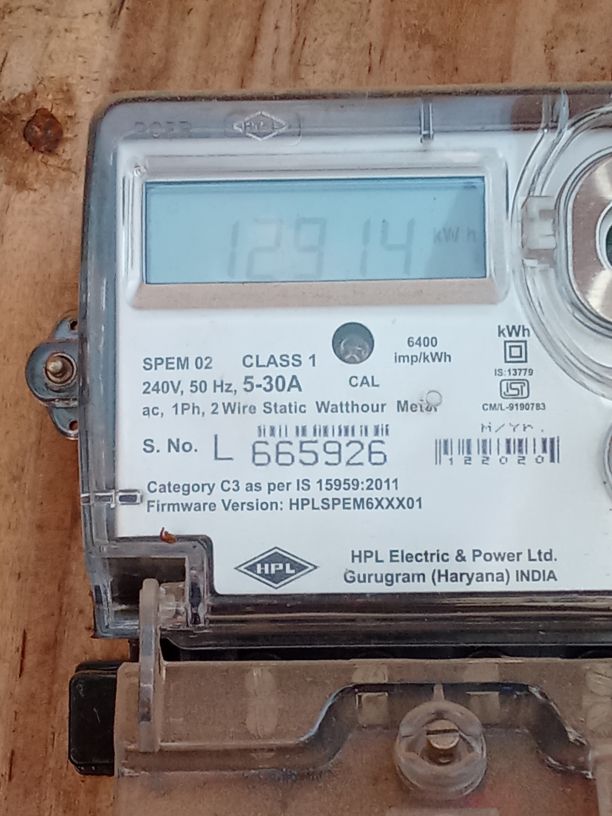 12914 kWh
kWh
6400
imp/kWh
SPEM 02 CLASS 1
240V, 50 Hz, 5-30A
CAL
IS:13779
ISI
CM/L-9190783
ac, 1Ph, 2 Wire Static Watthour Meter
M/Yr.
S. No. L 665926
122020
Category C3 as per IS 15959:2011
Firmware Version: HPLSPEM6XXX01
HPL
HPL Electric & Power Ltd.
Gurugram (Haryana) INDIA